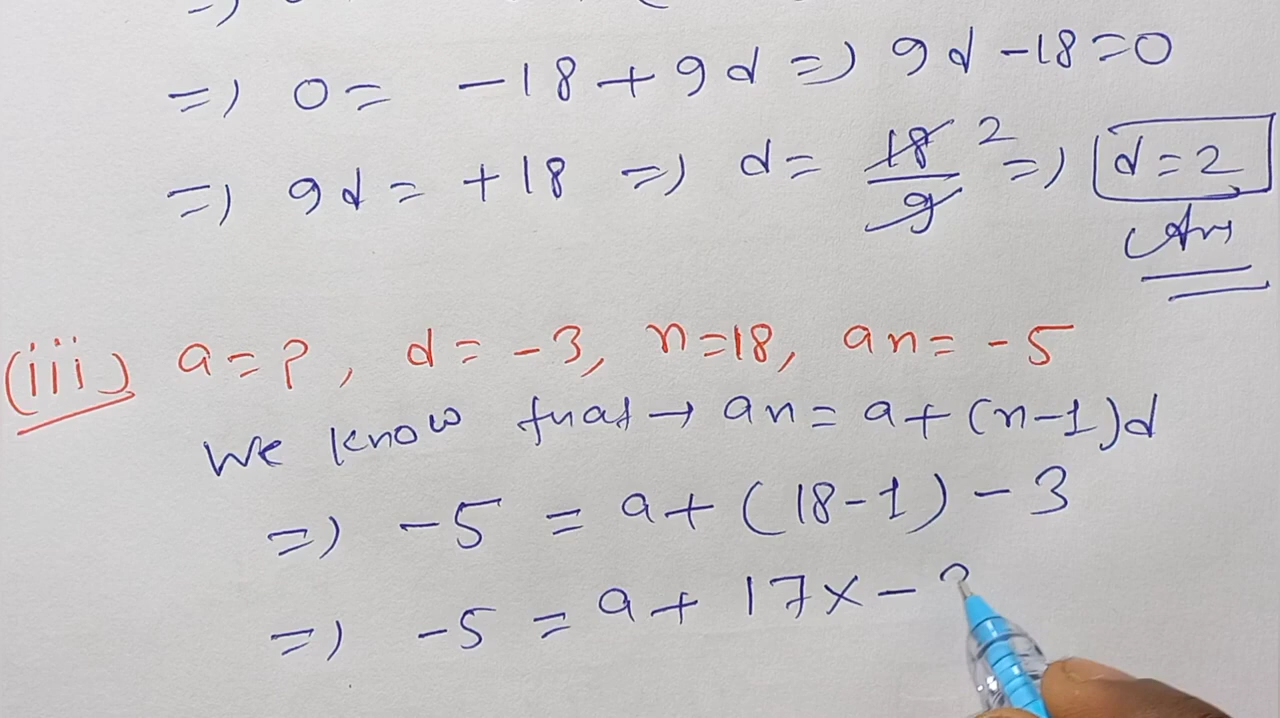 =) 0 = -18 + 9d =) 9d - 18 = 0
=) 9d = +18 =) d = 18/9 2 =) d = 2
Ans
(iii) a = ?, d = -3, n = 18, an = -5
We know that → an = a + (n-1)d
=) -5 = a + (18-1) - 3
=) -5 = a + 17 x -